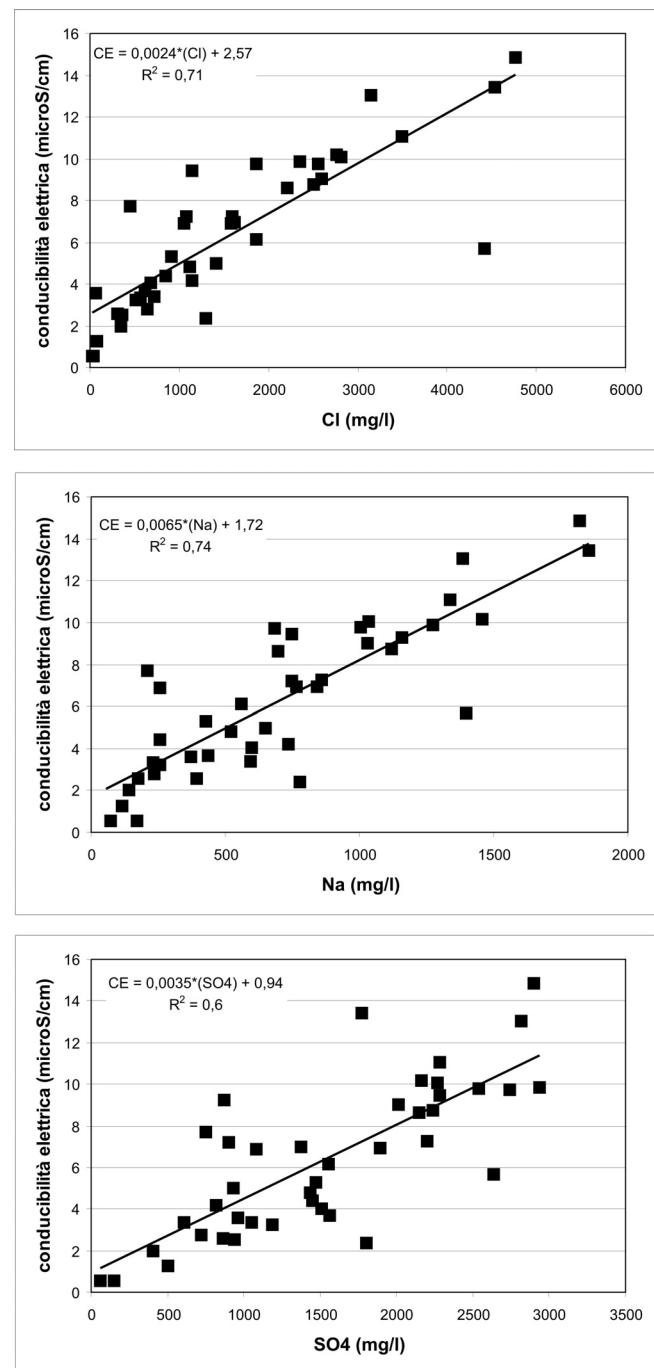 CE = 0,0024*(Cl) + 2,57
R² = 0,71
conducibilità elettrica (microS/cm)
16
14
12
10
8
6
4
2
0
0 1000 2000 3000 4000 5000 6000
Cl (mg/l)
CE = 0,0065*(Na) + 1,72
R² = 0,74
conducibilità elettrica (microS/cm)
16
14
12
10
8
6
4
2
0
0 500 1000 1500 2000
Na (mg/l)
CE = 0,0035*(SO4) + 0,94
R² = 0,6
conducibilità elettrica (microS/cm)
16
14
12
10
8
6
4
2
0
0 500 1000 1500 2000 2500 3000 3500
SO4 (mg/l)